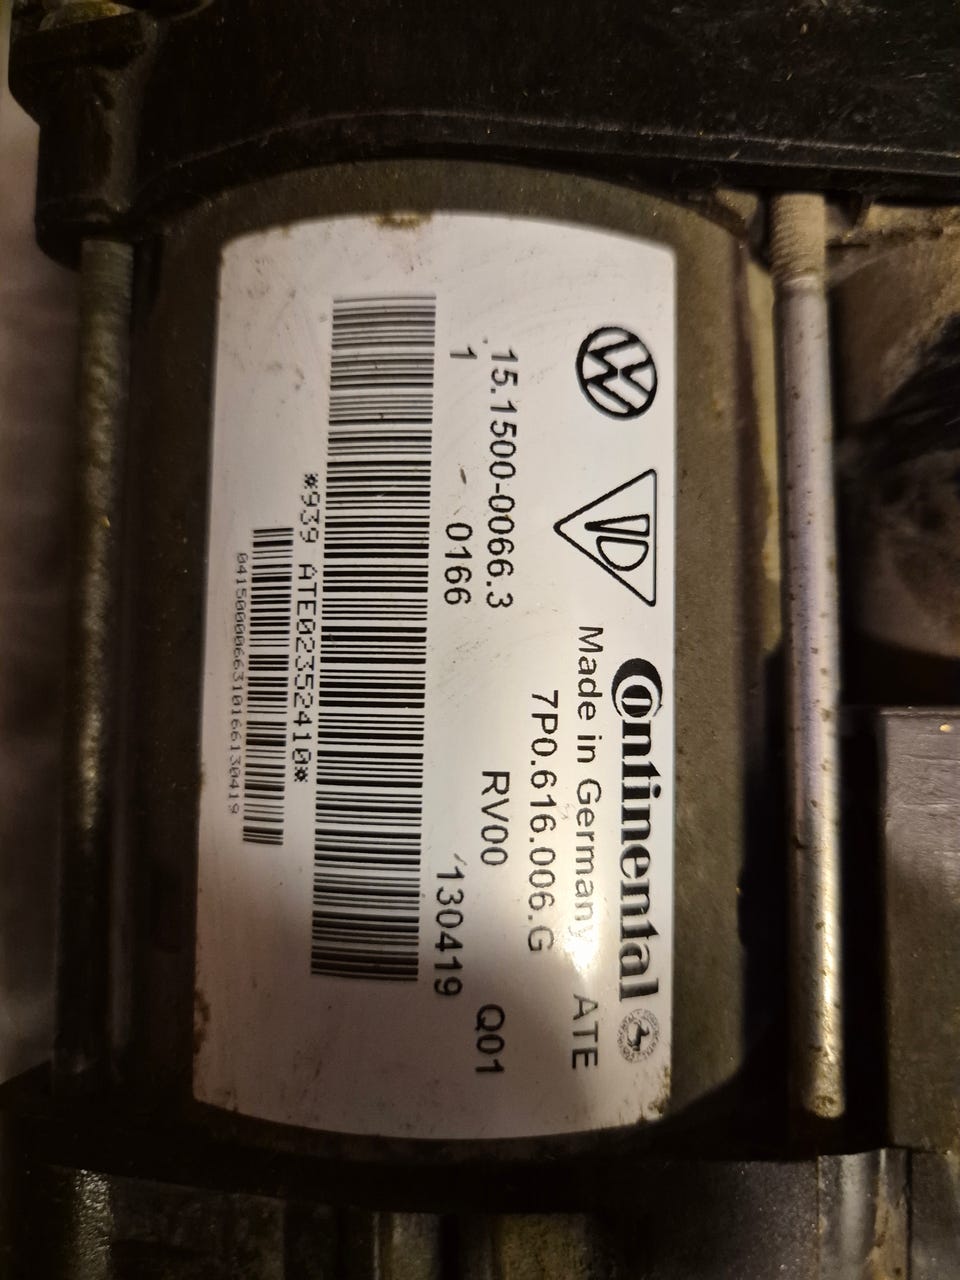 Continental
Made in Germany ATE
7P0.616.006.G
15.1500-0066.3 RV00 Q01
1 0166 130419
*939 ATE02352410*
0415000066310166130419